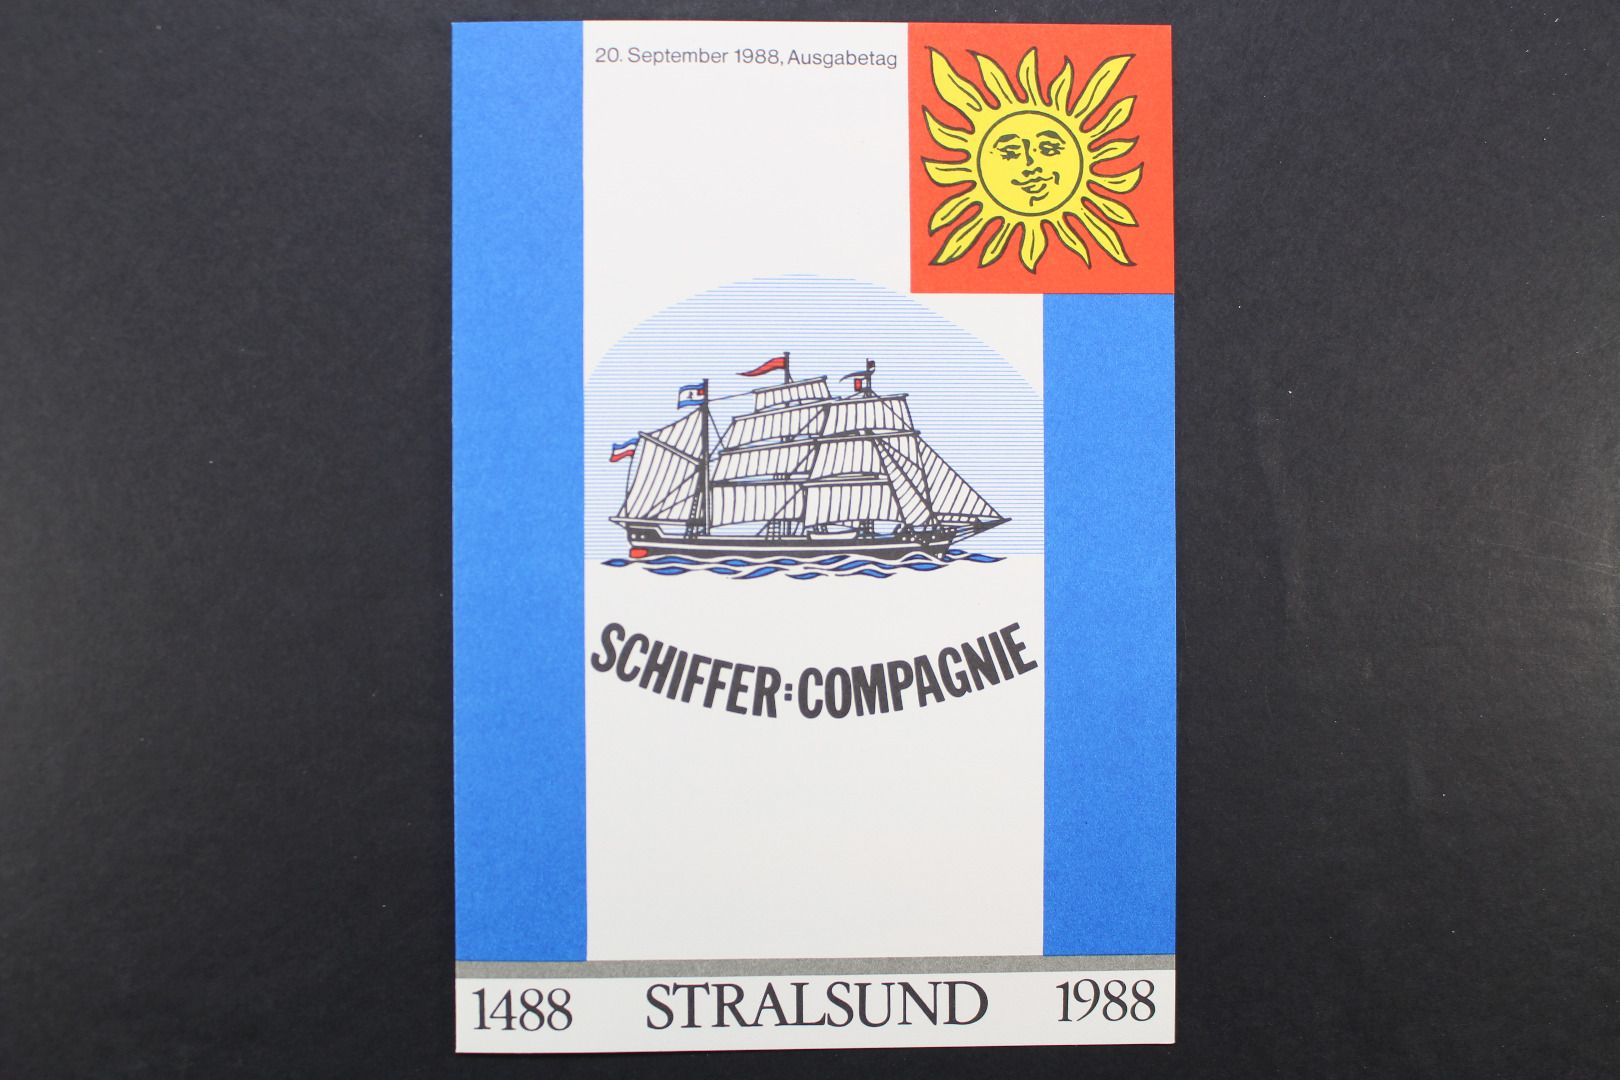 20. September 1988, Ausgabetag
SCHIFFER:COMPAGNIE
1488 STRALSUND 1988